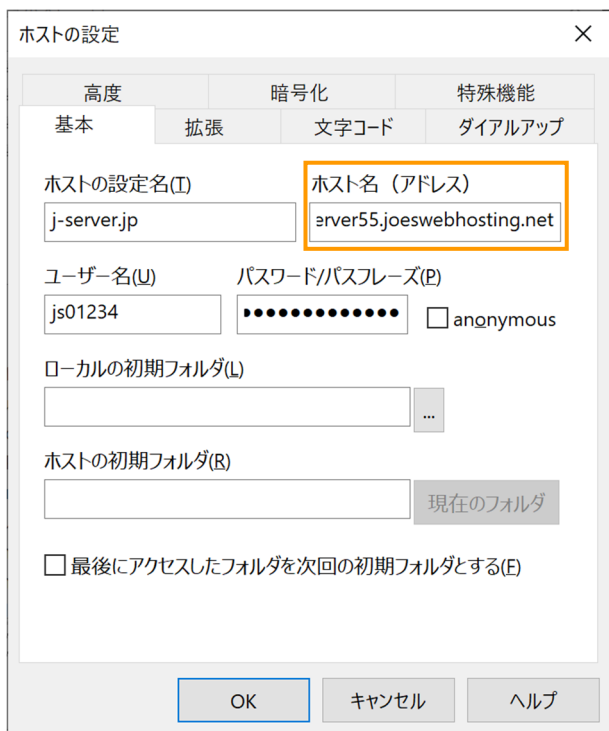 ホストの設定
高度 暗号化 特殊機能
基本 拡張 文字コード ダイアルアップ
ホストの設定名(T) ホスト名（アドレス）
j-server.jp erver55.joeswebhosting.net
ユーザー名(U) パスワード/パスフレーズ(P)
js01234 ●●●●●●●●●●●●● anonymous
ローカルの初期フォルダ(L)
...
ホストの初期フォルダ(R)
現在のフォルダ
最後にアクセスしたフォルダを次回の初期フォルダとする(F)
OK キャンセル ヘルプ